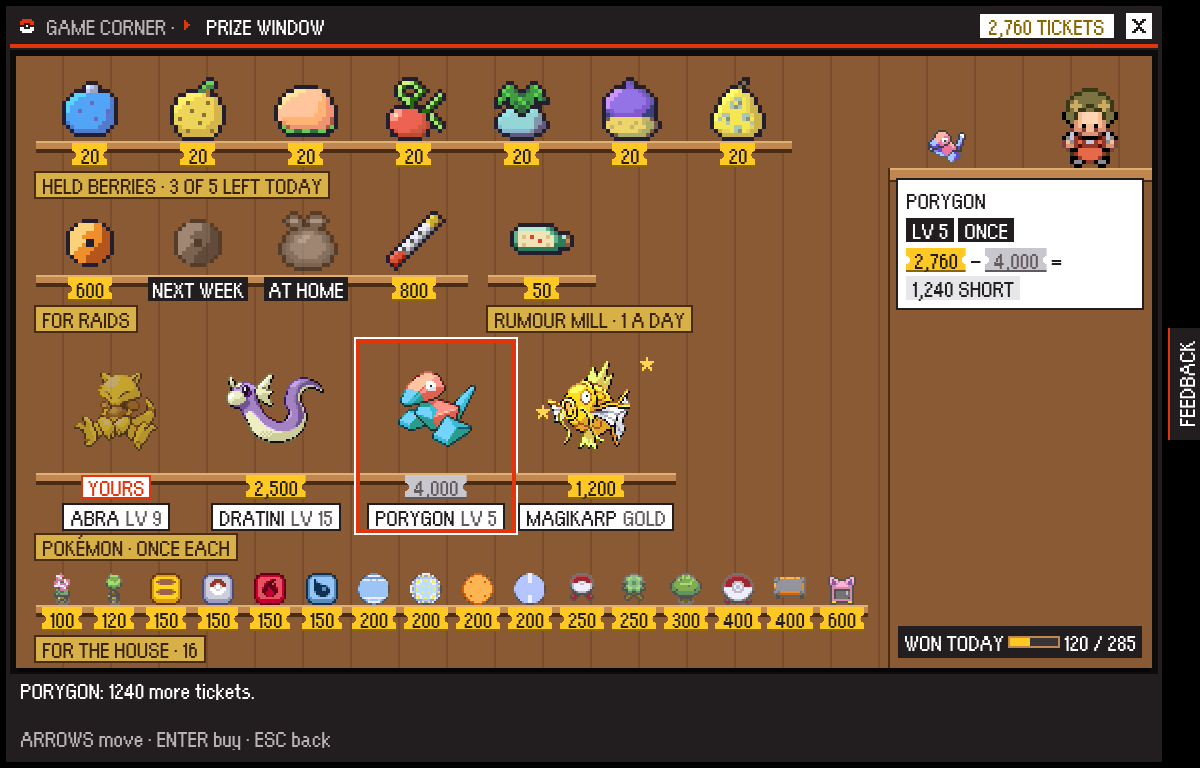 GAME CORNER · PRIZE WINDOW
2,760 TICKETS X
20 20 20 20 20 20 20
HELD BERRIES · 3 OF 5 LEFT TODAY
600 NEXT WEEK AT HOME 800 50
FOR RAIDS
RUMOUR MILL · 1 A DAY
YOURS 2,500 4,000 1,200
ABRA LV 9 DRATINI LV 15 PORYGON LV 5 MAGIKARP GOLD
POKÉMON · ONCE EACH
100 120 150 150 150 150 200 200 200 200 250 250 300 400 400 600
FOR THE HOUSE · 16
PORYGON
LV 5 ONCE
2,760 – 4,000 =
1,240 SHORT
WON TODAY 120 / 285
FEEDBACK
PORYGON: 1240 more tickets.
ARROWS move · ENTER buy · ESC back